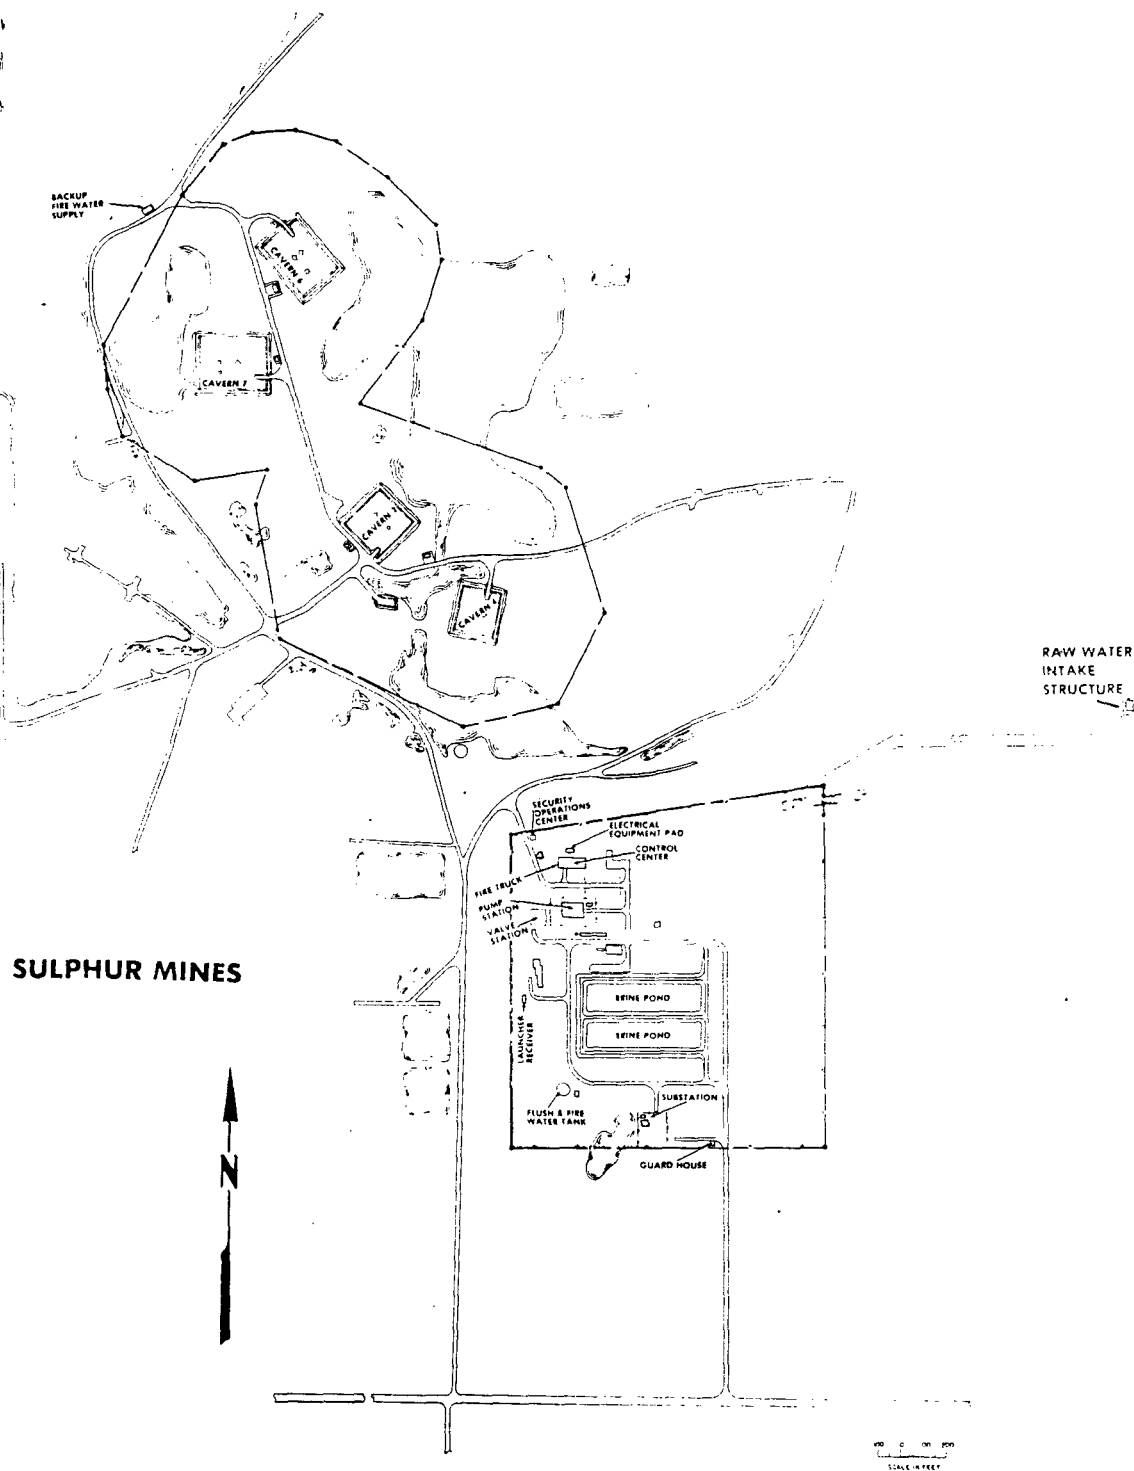 BACKUP
FIRE WATER
SUPPLY
CAVERN 6
CAVERN 7
CAVERN 4
RAW WATER
INTAKE
STRUCTURE
SECURITY
OPERATIONS
CENTER
ELECTRICAL
EQUIPMENT PAD
CONTROL
CENTER
FIRE TRUCK
PUMP
STATION
VALVE
STATION
SULPHUR MINES
BRINE POND
BRINE POND
LAUNCHER
RECEIVER
FLUSH & FIRE
WATER TANK
SUBSTATION
GUARD HOUSE
N
SCALE IN FEET